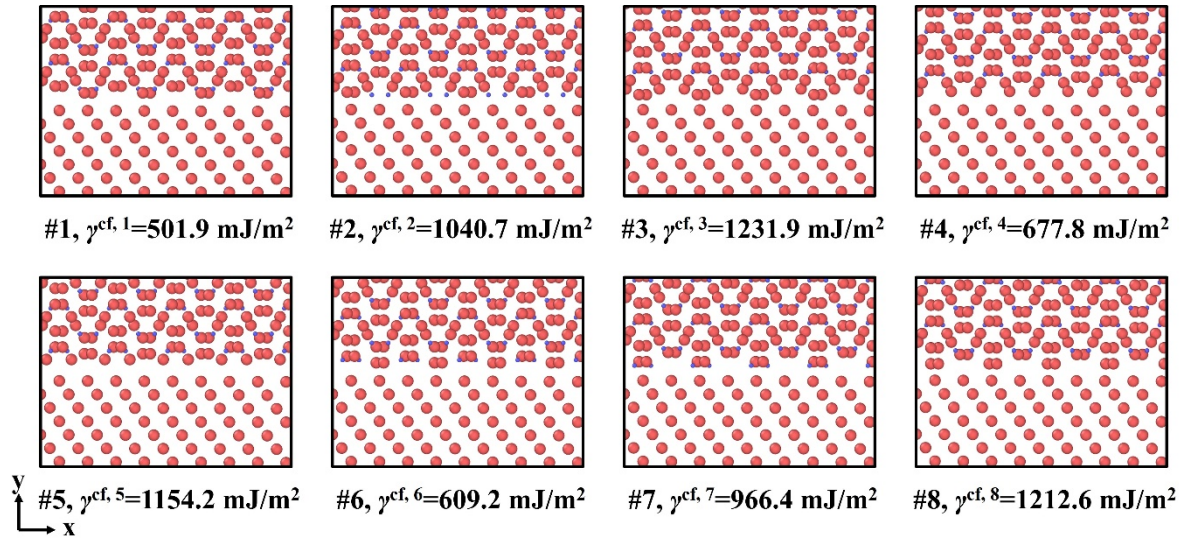 #1, γcf, 1=501.9 mJ/m2
#2, γcf, 2=1040.7 mJ/m2
#3, γcf, 3=1231.9 mJ/m2
#4, γcf, 4=677.8 mJ/m2
#5, γcf, 5=1154.2 mJ/m2
#6, γcf, 6=609.2 mJ/m2
#7, γcf, 7=966.4 mJ/m2
#8, γcf, 8=1212.6 mJ/m2
y
x